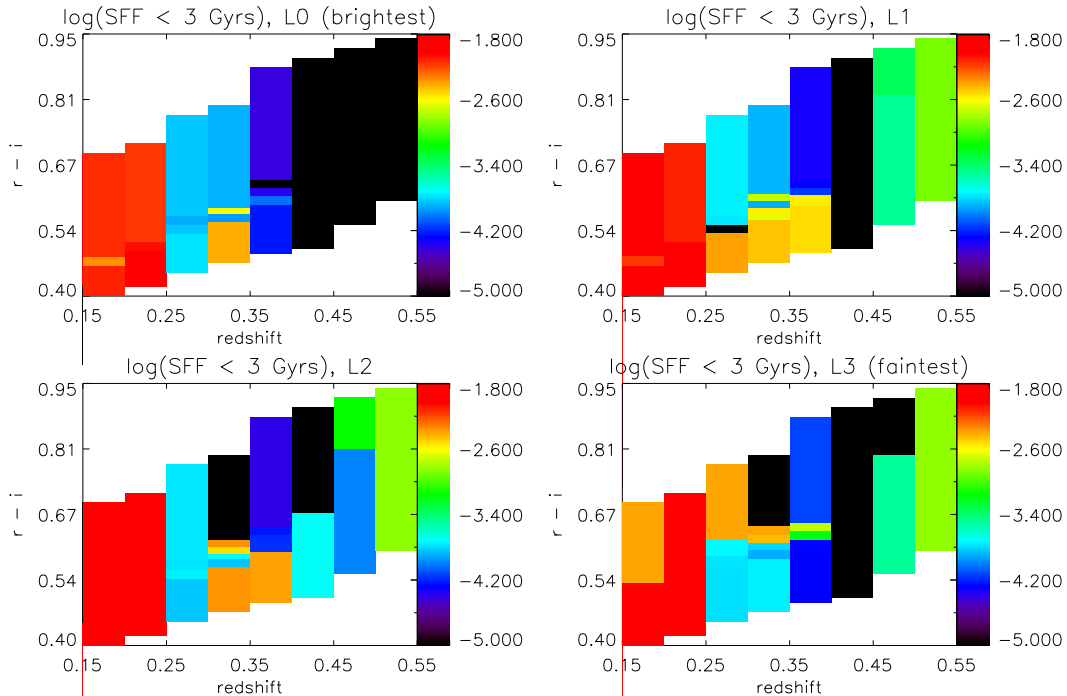 log(SFF < 3 Gyrs), L0 (brightest)
0.95
0.81
0.67
0.54
0.40
r - i
0.15 0.25 0.35 0.45 0.55
redshift
-1.800
-2.600
-3.400
-4.200
-5.000
log(SFF < 3 Gyrs), L1
0.95
0.81
0.67
0.54
0.40
r - i
0.15 0.25 0.35 0.45 0.55
redshift
-1.800
-2.600
-3.400
-4.200
-5.000
log(SFF < 3 Gyrs), L2
0.95
0.81
0.67
0.54
0.40
r - i
0.15 0.25 0.35 0.45 0.55
redshift
-1.800
-2.600
-3.400
-4.200
-5.000
log(SFF < 3 Gyrs), L3 (faintest)
0.95
0.81
0.67
0.54
0.40
r - i
0.15 0.25 0.35 0.45 0.55
redshift
-1.800
-2.600
-3.400
-4.200
-5.000